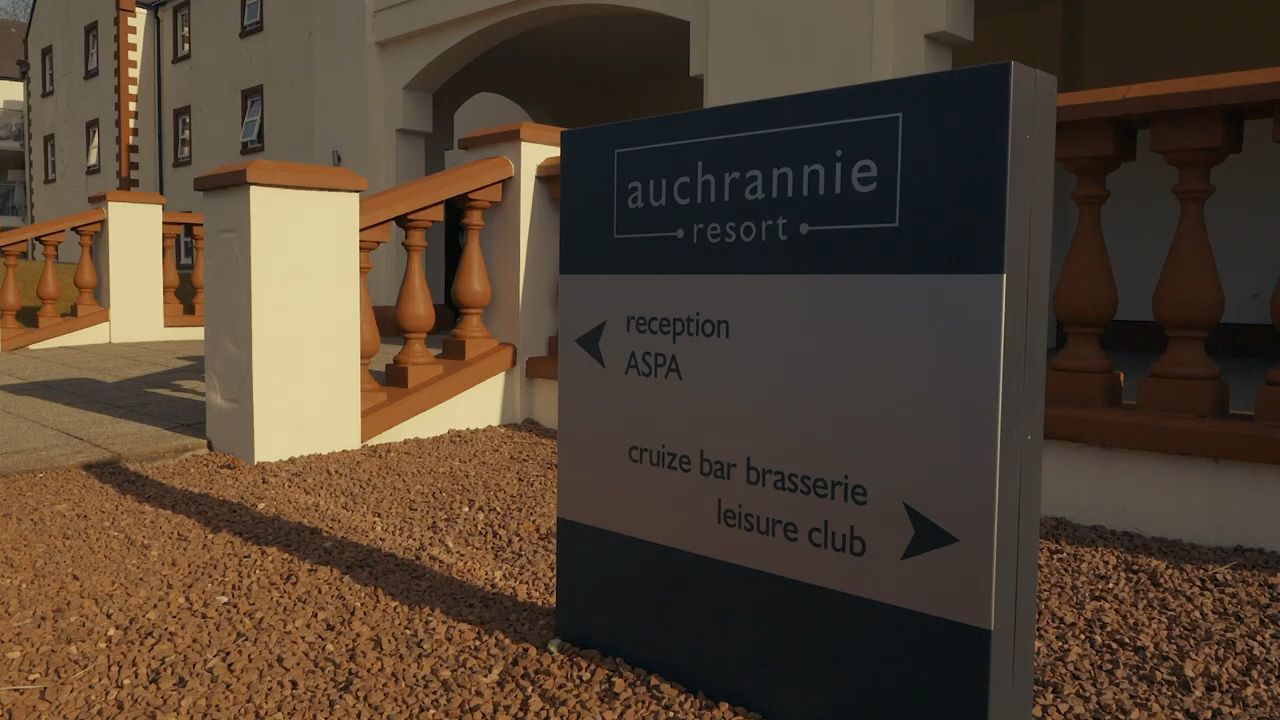 auchrannie
resort
reception
ASPA
cruize bar brasserie
leisure club